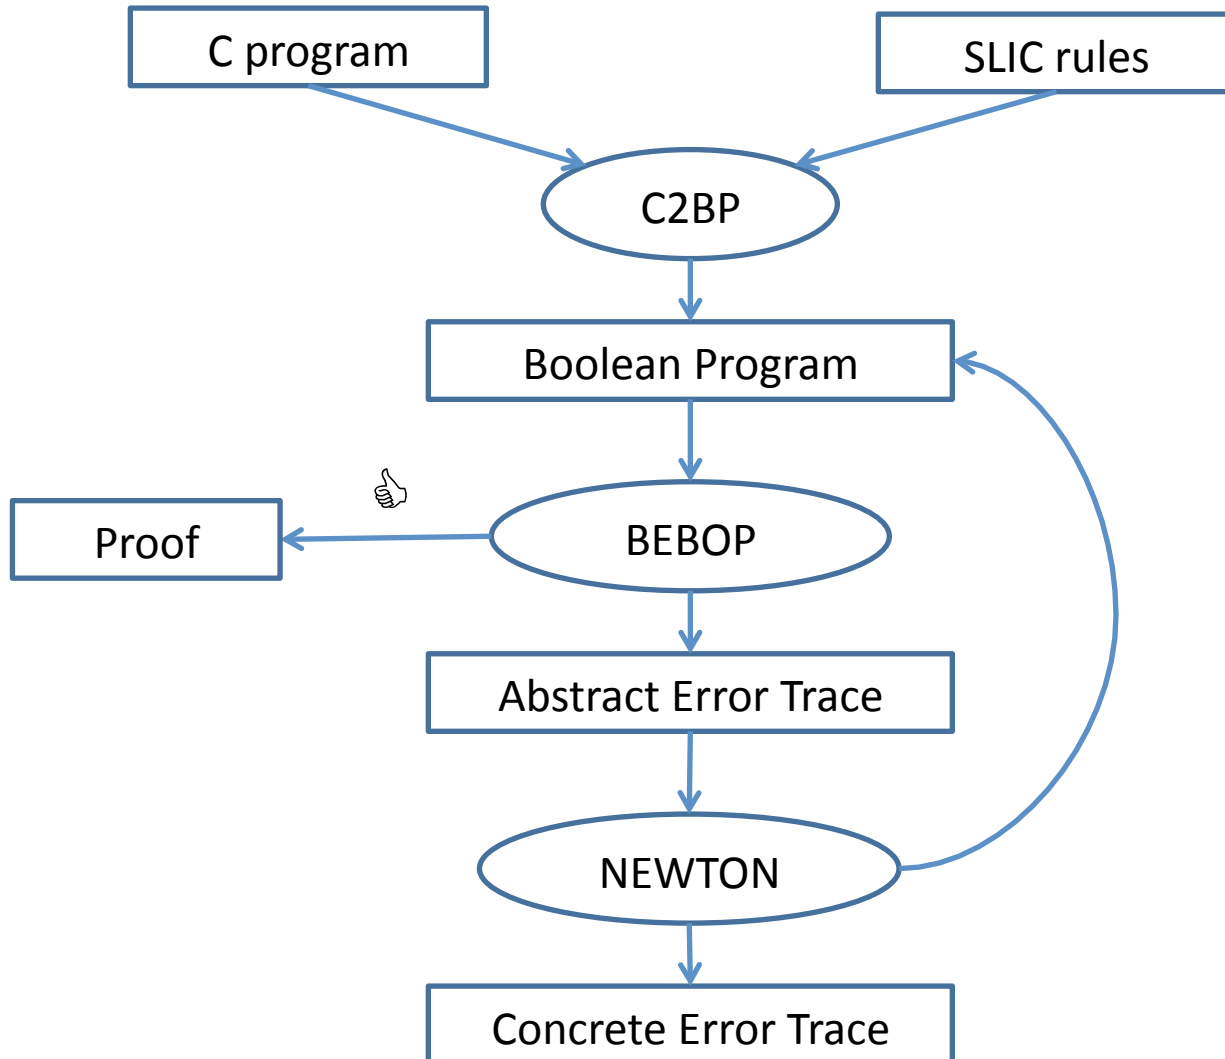 C program
SLIC rules
C2BP
Boolean Program
BEBOP
Proof
Abstract Error Trace
NEWTON
Concrete Error Trace